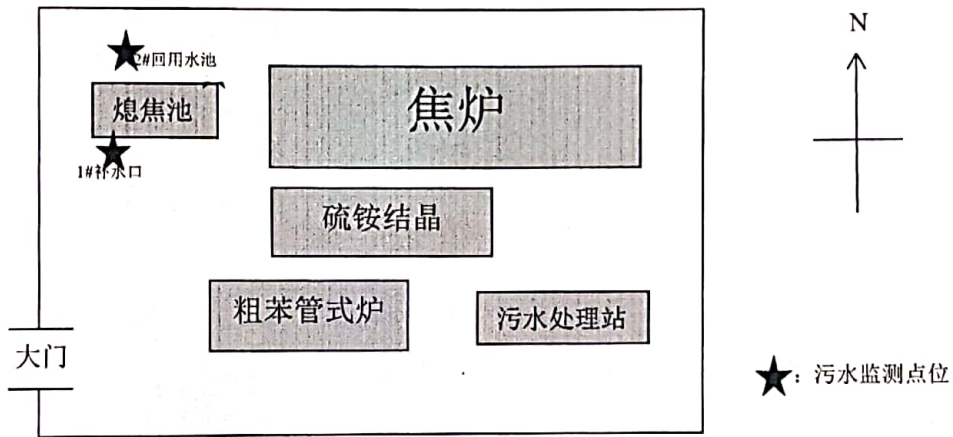 N
2#回用水池
熄焦池
焦炉
1#补水口
硫铵结晶
粗苯管式炉
污水处理站
大门
★：污水监测点位